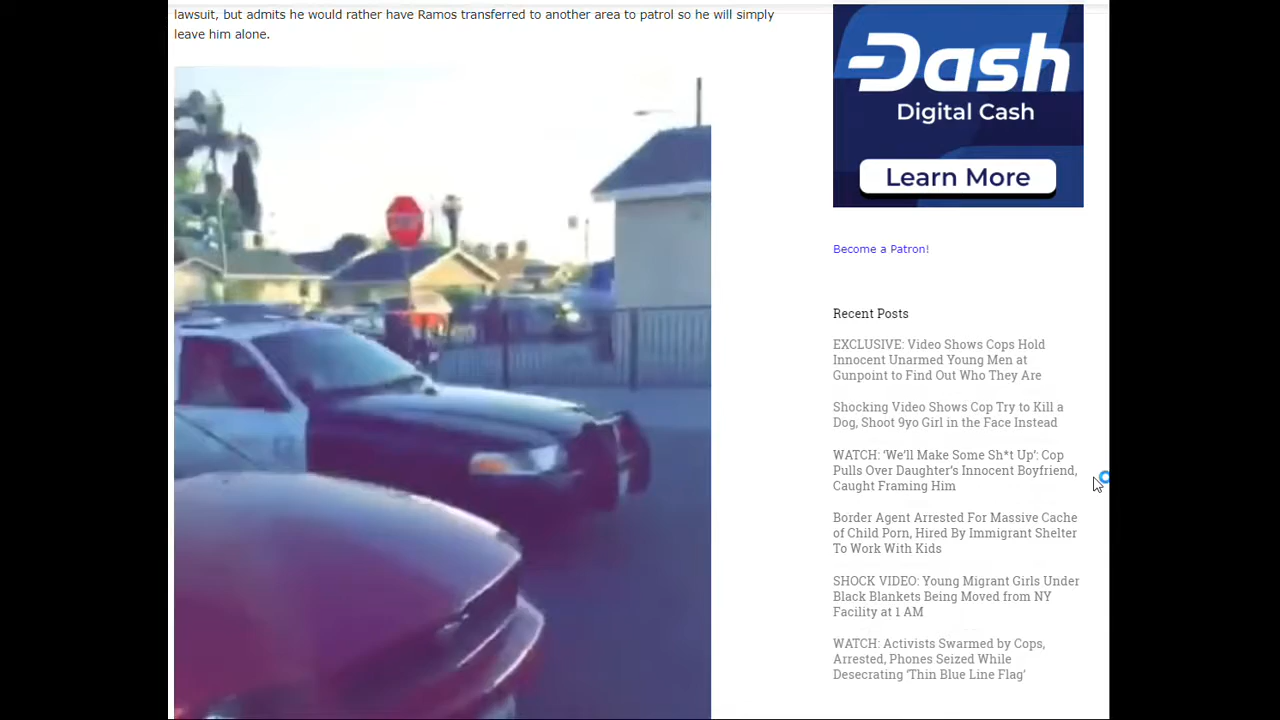 lawsuit, but admits he would rather have Ramos transferred to another area to patrol so he will simply
leave him alone.
Dash
Digital Cash
Learn More
Become a Patron!
Recent Posts
EXCLUSIVE: Video Shows Cops Hold
Innocent Unarmed Young Men at
Gunpoint to Find Out Who They Are
Shocking Video Shows Cop Try to Kill a
Dog, Shoot 9yo Girl in the Face Instead
WATCH: ‘We’ll Make Some Sh*t Up’: Cop
Pulls Over Daughter’s Innocent Boyfriend,
Caught Framing Him
Border Agent Arrested For Massive Cache
of Child Porn, Hired By Immigrant Shelter
To Work With Kids
SHOCK VIDEO: Young Migrant Girls Under
Black Blankets Being Moved from NY
Facility at 1 AM
WATCH: Activists Swarmed by Cops,
Arrested, Phones Seized While
Desecrating ‘Thin Blue Line Flag’